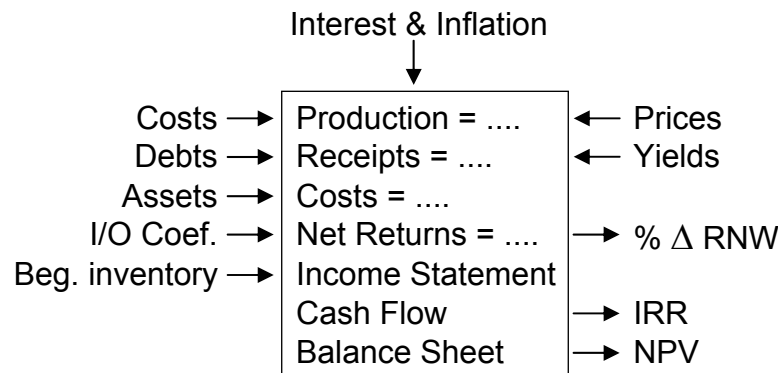 Interest & Inflation
Costs Production = .... Prices
Debts Receipts = .... Yields
Assets Costs = ....
I/O Coef. Net Returns = .... % Δ RNW
Beg. inventory Income Statement
Cash Flow IRR
Balance Sheet NPV